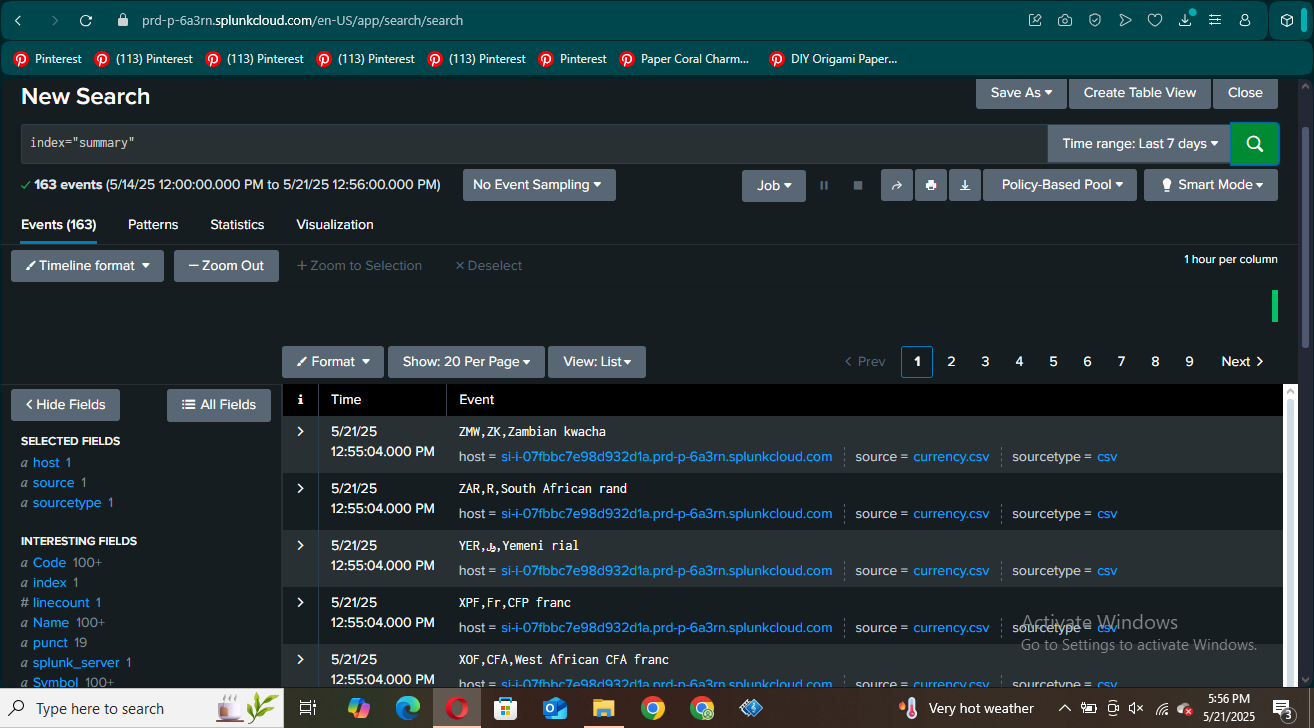 prd-p-6a3rn.splunkcloud.com/en-US/app/search/search
Pinterest (113) Pinterest (113) Pinterest (113) Pinterest (113) Pinterest Pinterest Paper Coral Charm... DIY Origami Paper...
New Search Save As Create Table View Close
index="summary" Time range: Last 7 days
163 events (5/14/25 12:00:00.000 PM to 5/21/25 12:56:00.000 PM) No Event Sampling Job Policy-Based Pool Smart Mode
Events (163) Patterns Statistics Visualization
Timeline format — Zoom Out + Zoom to Selection × Deselect 1 hour per column
Format Show: 20 Per Page View: List < Prev 1 2 3 4 5 6 7 8 9 Next >
< Hide Fields All Fields
i Time Event
SELECTED FIELDS
a host 1
a source 1
a sourcetype 1
INTERESTING FIELDS
a Code 100+
a index 1
# linecount 1
a Name 100+
a punct 19
a splunk_server 1
a Symbol 100+
> 5/21/25 ZMW,ZK,Zambian kwacha
12:55:04.000 PM host = si-i-07fbbc7e98d932d1a.prd-p-6a3rn.splunkcloud.com source = currency.csv sourcetype = csv
> 5/21/25 ZAR,R,South African rand
12:55:04.000 PM host = si-i-07fbbc7e98d932d1a.prd-p-6a3rn.splunkcloud.com source = currency.csv sourcetype = csv
> 5/21/25 YER,﷼,Yemeni rial
12:55:04.000 PM host = si-i-07fbbc7e98d932d1a.prd-p-6a3rn.splunkcloud.com source = currency.csv sourcetype = csv
> 5/21/25 XPF,Fr,CFP franc
12:55:04.000 PM host = si-i-07fbbc7e98d932d1a.prd-p-6a3rn.splunkcloud.com source = currency.csv sourcetype = csv
> 5/21/25 XOF,CFA,West African CFA franc
12:55:04.000 PM host = si-i-07fbbc7e98d932d1a.prd-p-6a3rn.splunkcloud.com source = currency.csv sourcetype = csv
Activate Windows
Go to Settings to activate Windows.
Type here to search Very hot weather 5:56 PM
5/21/2025 3